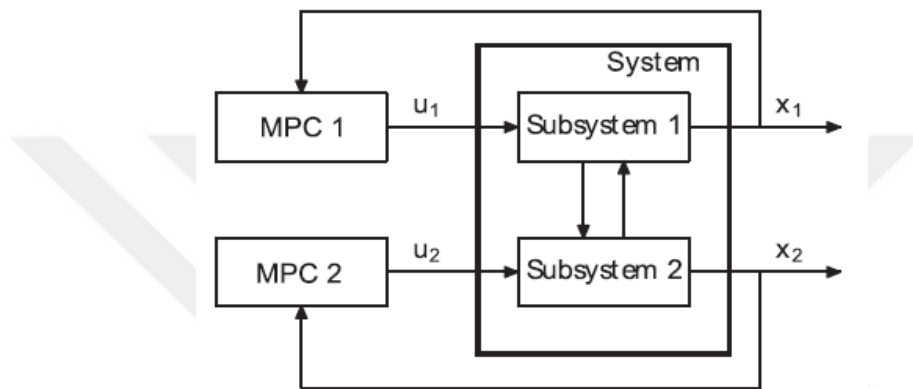 System
MPC 1
u₁
Subsystem 1
x₁
MPC 2
u₂
Subsystem 2
x₂